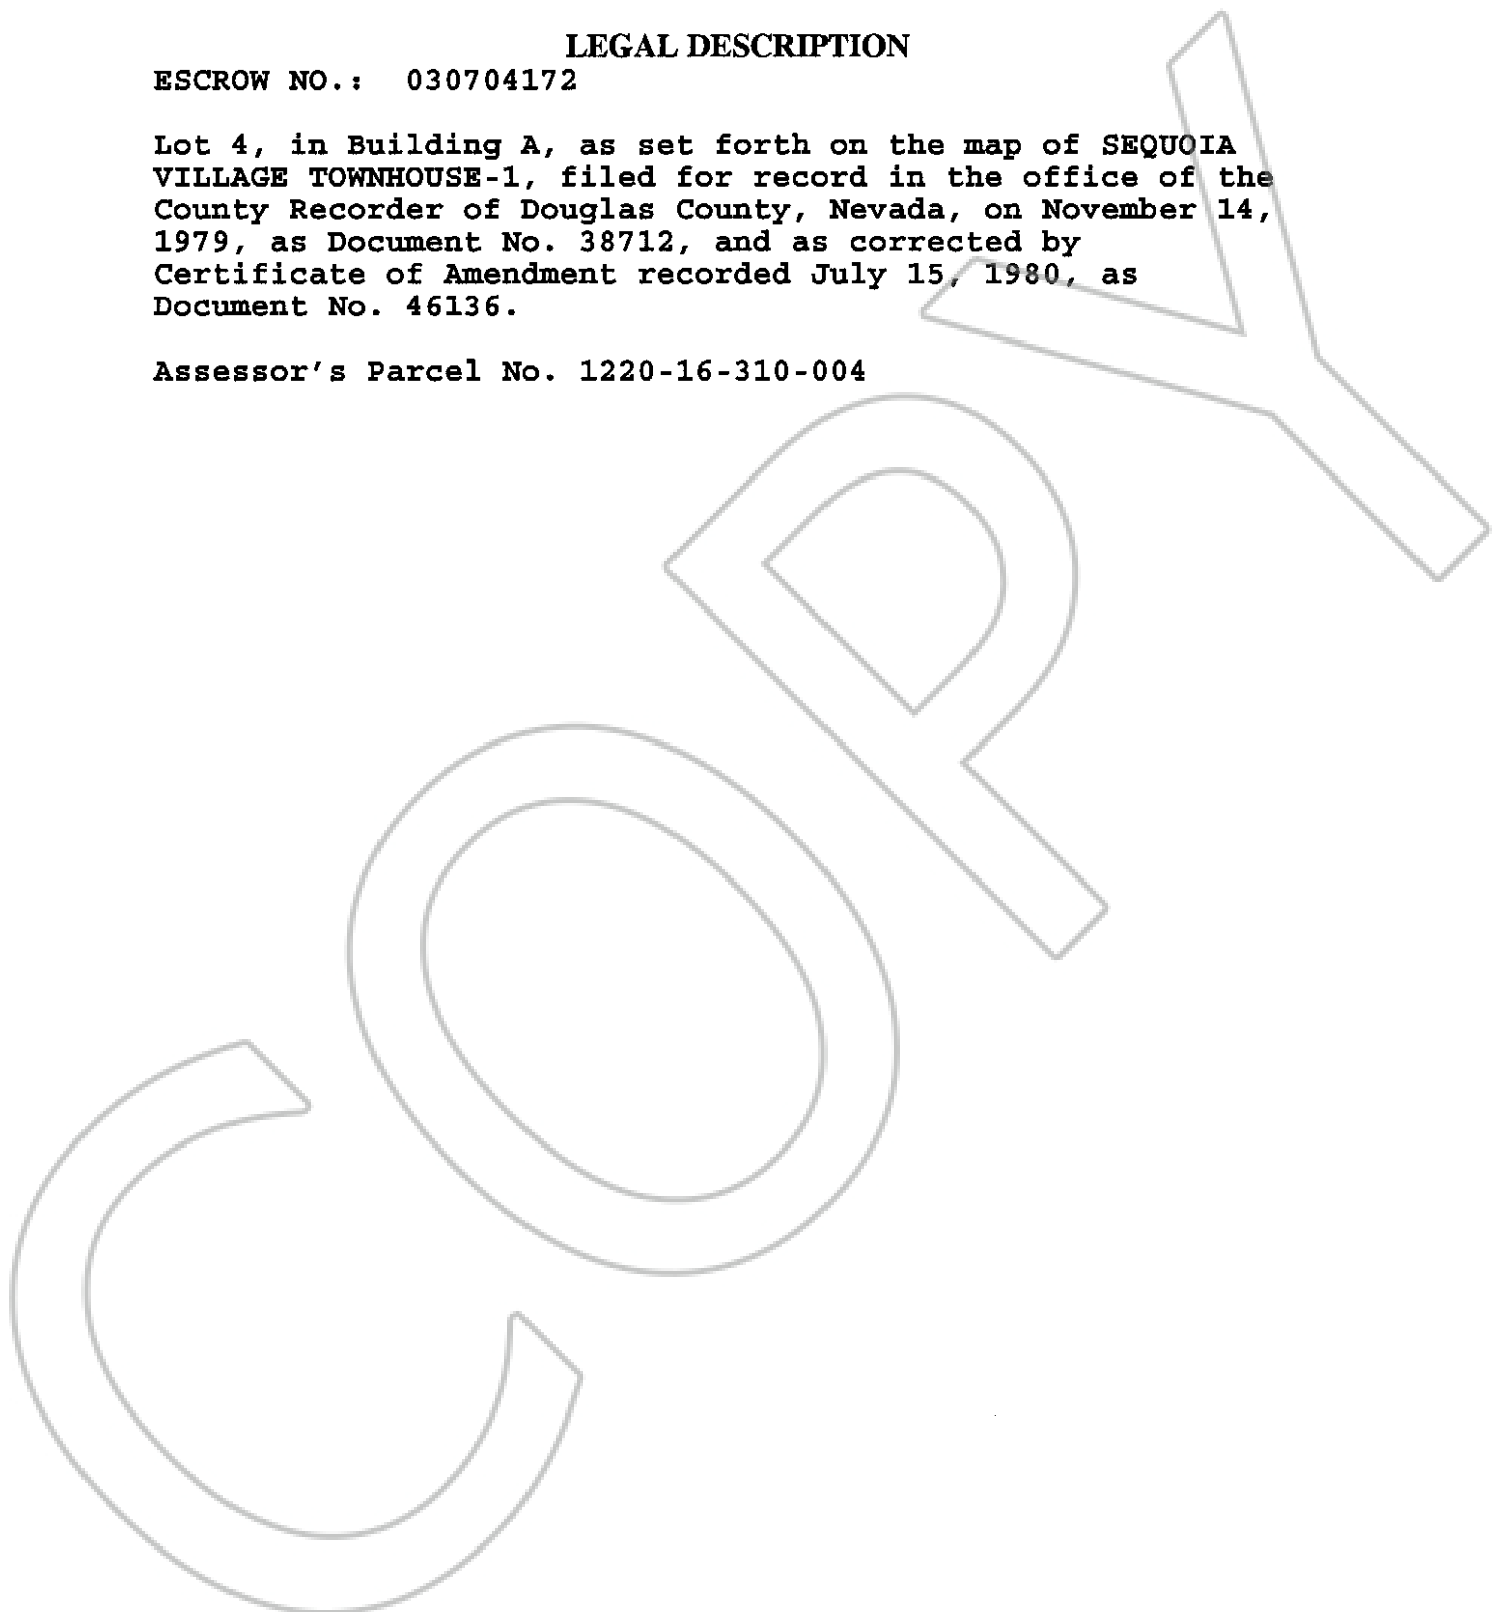 LEGAL DESCRIPTION
ESCROW NO.: 030704172
Lot 4, in Building A, as set forth on the map of SEQUOIA
VILLAGE TOWNHOUSE-1, filed for record in the office of the
County Recorder of Douglas County, Nevada, on November 14,
1979, as Document No. 38712, and as corrected by
Certificate of Amendment recorded July 15, 1980, as
Document No. 46136.
Assessor's Parcel No. 1220-16-310-004
COPY